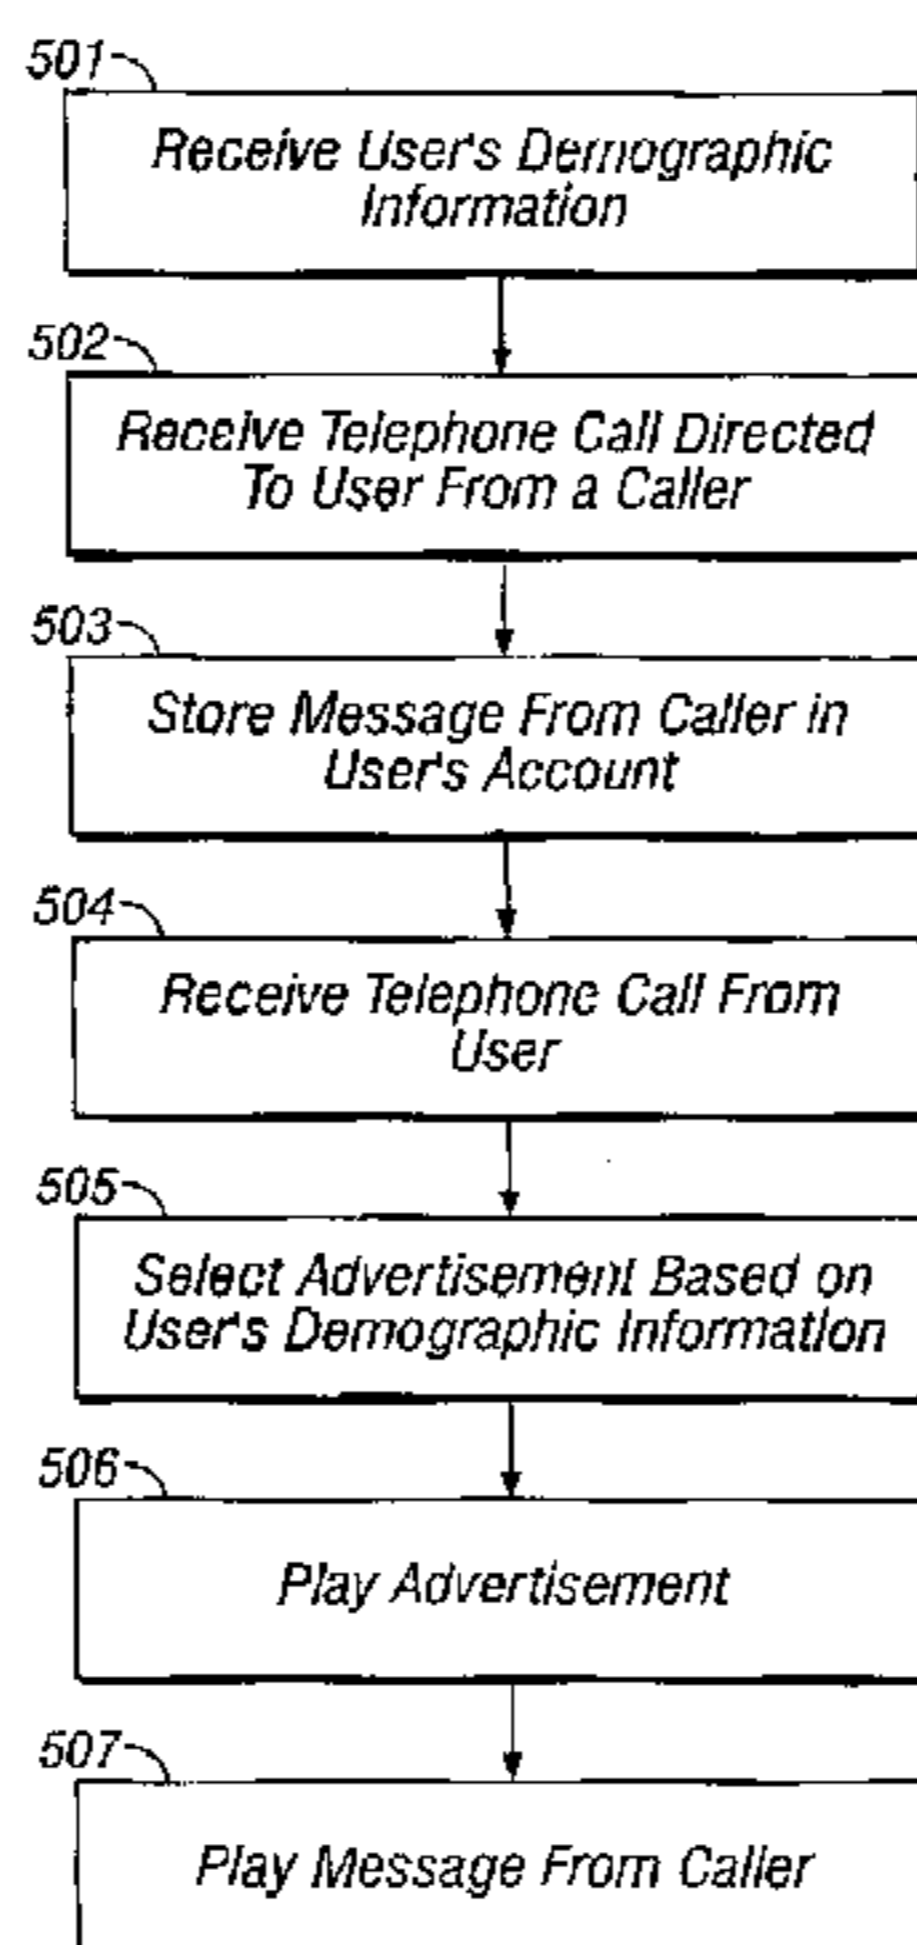 501
Receive User's Demographic
Information
502
Receive Telephone Call Directed
To User From a Caller
503
Store Message From Caller in
User's Account
504
Receive Telephone Call From
User
505
Select Advertisement Based on
User's Demographic Information
506
Play Advertisement
507
Play Message From Caller